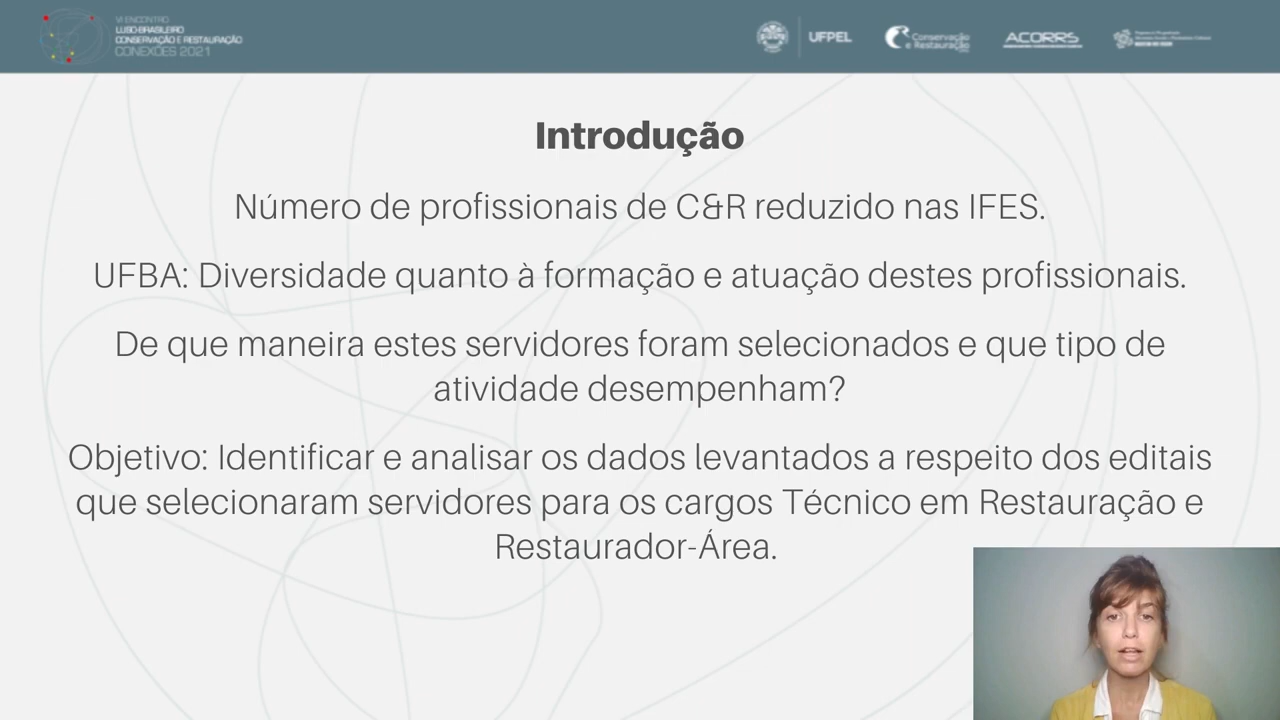 VI ENCONTRO
LUSO-BRASILEIRO
CONSERVAÇÃO E RESTAURAÇÃO
CONEXÕES 2021
UFPEL
Conservação
e Restauração
ACORRS
Introdução
Número de profissionais de C&R reduzido nas IFES.
UFBA: Diversidade quanto à formação e atuação destes profissionais.
De que maneira estes servidores foram selecionados e que tipo de
atividade desempenham?
Objetivo: Identificar e analisar os dados levantados a respeito dos editais
que selecionaram servidores para os cargos Técnico em Restauração e
Restaurador-Área.